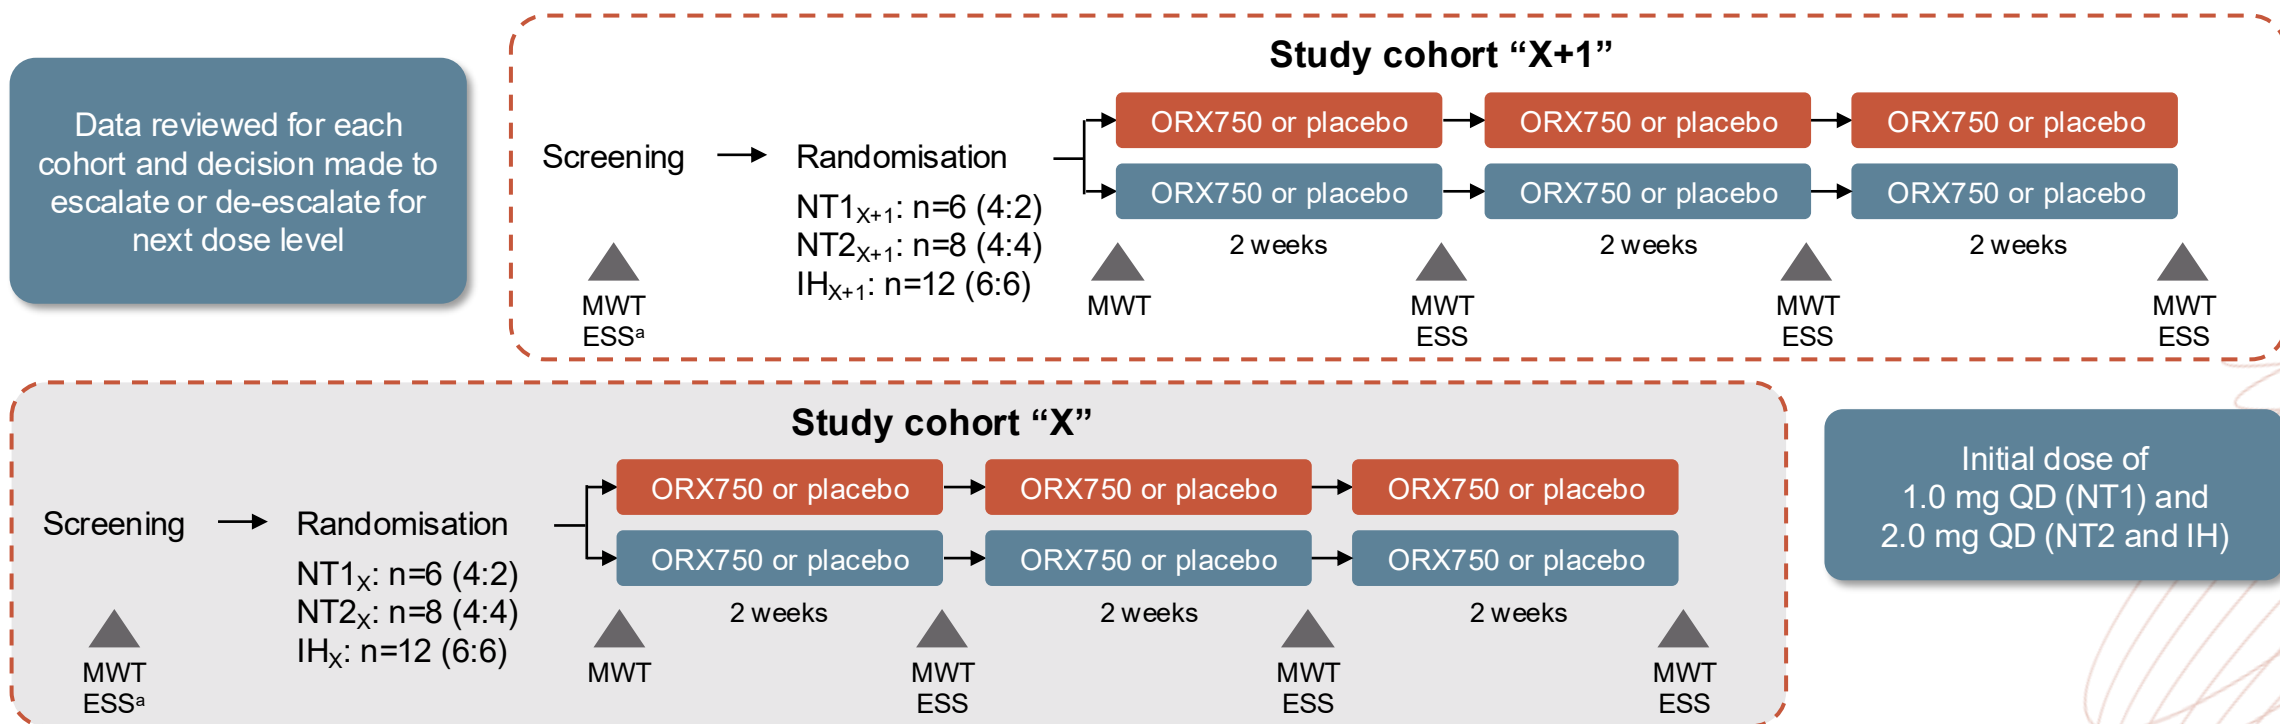 Data reviewed for each
cohort and decision made to
escalate or de-escalate for
next dose level
Study cohort “X+1”
Screening
Randomisation
NT1X+1: n=6 (4:2)
NT2X+1: n=8 (4:4)
IHX+1: n=12 (6:6)
ORX750 or placebo
ORX750 or placebo
ORX750 or placebo
ORX750 or placebo
ORX750 or placebo
ORX750 or placebo
2 weeks
2 weeks
2 weeks
MWT
ESSa
MWT
MWT
ESS
MWT
ESS
MWT
ESS
Study cohort “X”
Screening
Randomisation
NT1X: n=6 (4:2)
NT2X: n=8 (4:4)
IHX: n=12 (6:6)
ORX750 or placebo
ORX750 or placebo
ORX750 or placebo
ORX750 or placebo
ORX750 or placebo
ORX750 or placebo
2 weeks
2 weeks
2 weeks
MWT
ESSa
MWT
MWT
ESS
MWT
ESS
MWT
ESS
Initial dose of
1.0 mg QD (NT1) and
2.0 mg QD (NT2 and IH)